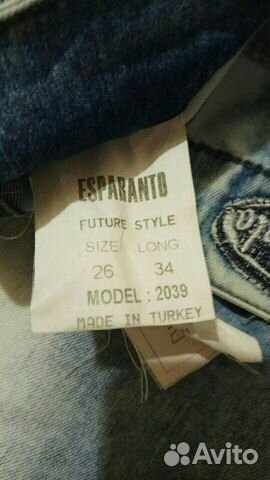 ESPARANTO
FUTURE STYLE
SIZE LONG
26 34
MODEL: 2039
MADE IN TURKEY
Avito